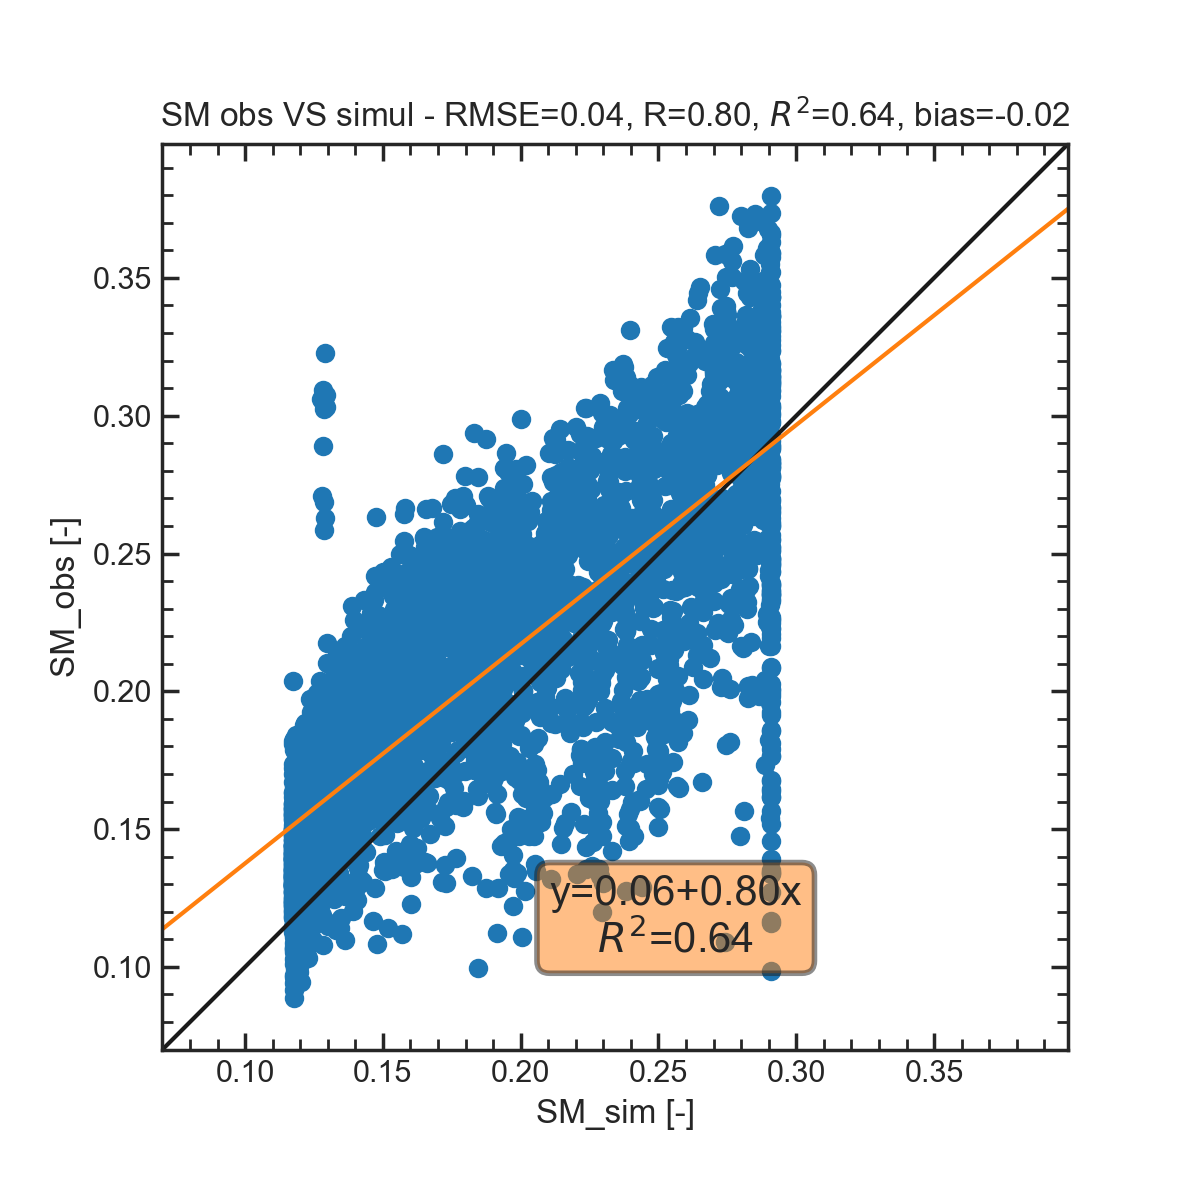 SM obs VS simul - RMSE=0.04, R=0.80, R²=0.64, bias=-0.02
0.35
0.30
0.25
0.20
0.15
0.10
SM_obs [-]
y=0.06+0.80x
R²=0.64
0.10 0.15 0.20 0.25 0.30 0.35
SM_sim [-]